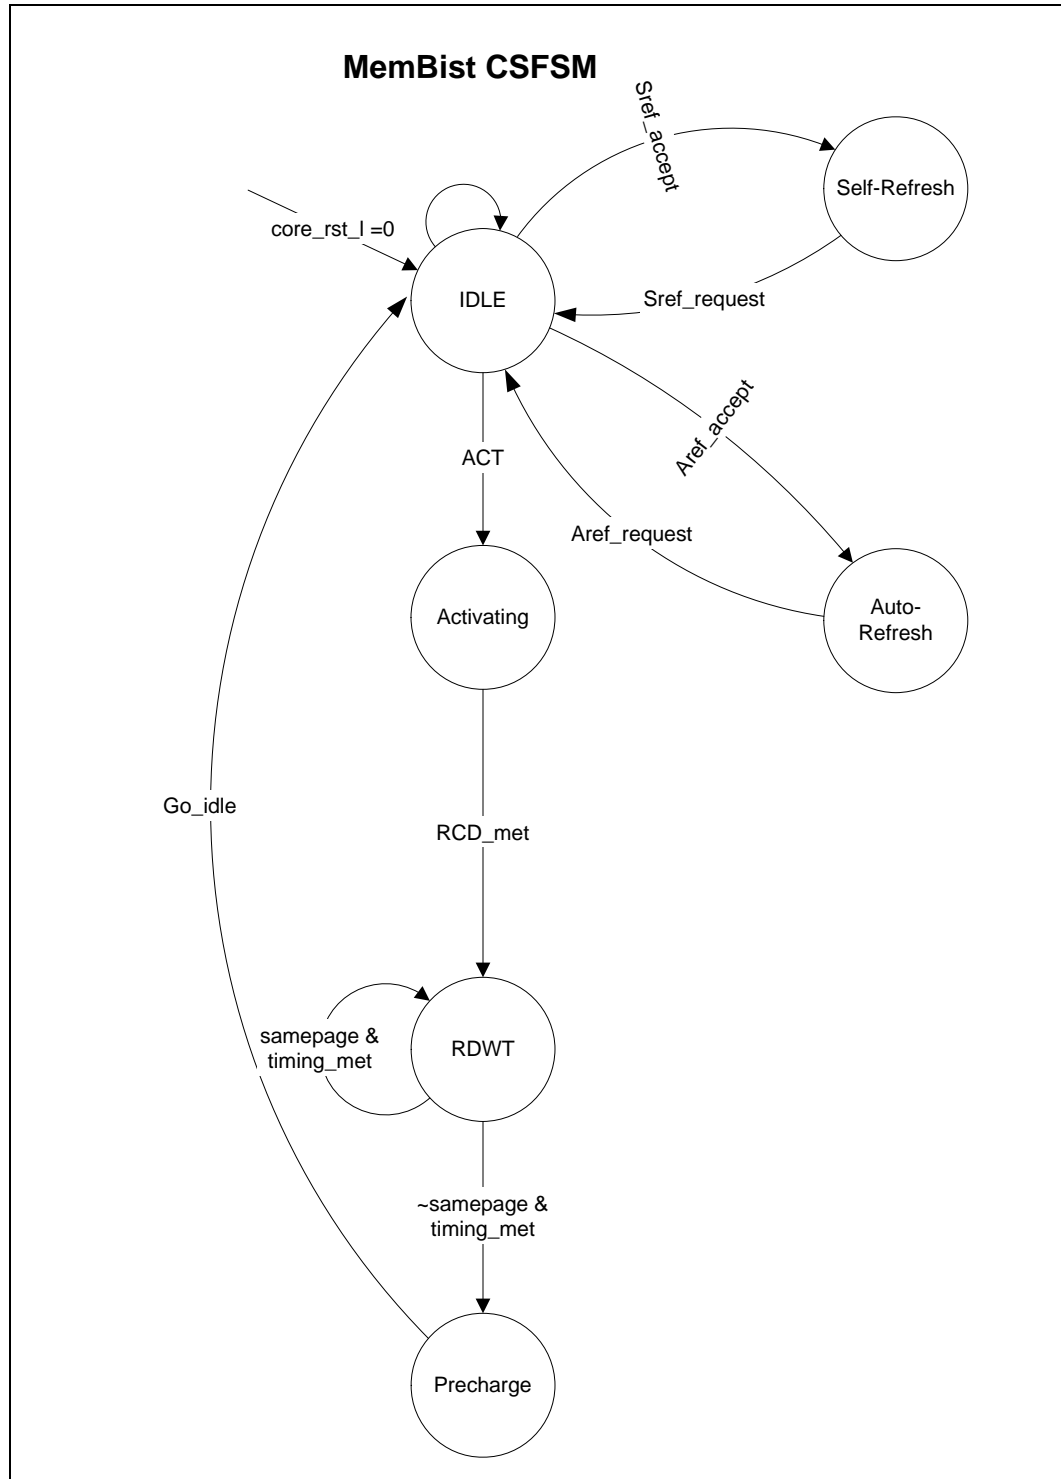 MemBist CSFSM
Sref_accept
Self-Refresh
core_rst_l =0
IDLE
Sref_request
Aref_accept
ACT
Aref_request
Activating
Auto-
Refresh
Go_idle
RCD_met
samepage &
timing_met
RDWT
~samepage &
timing_met
Precharge